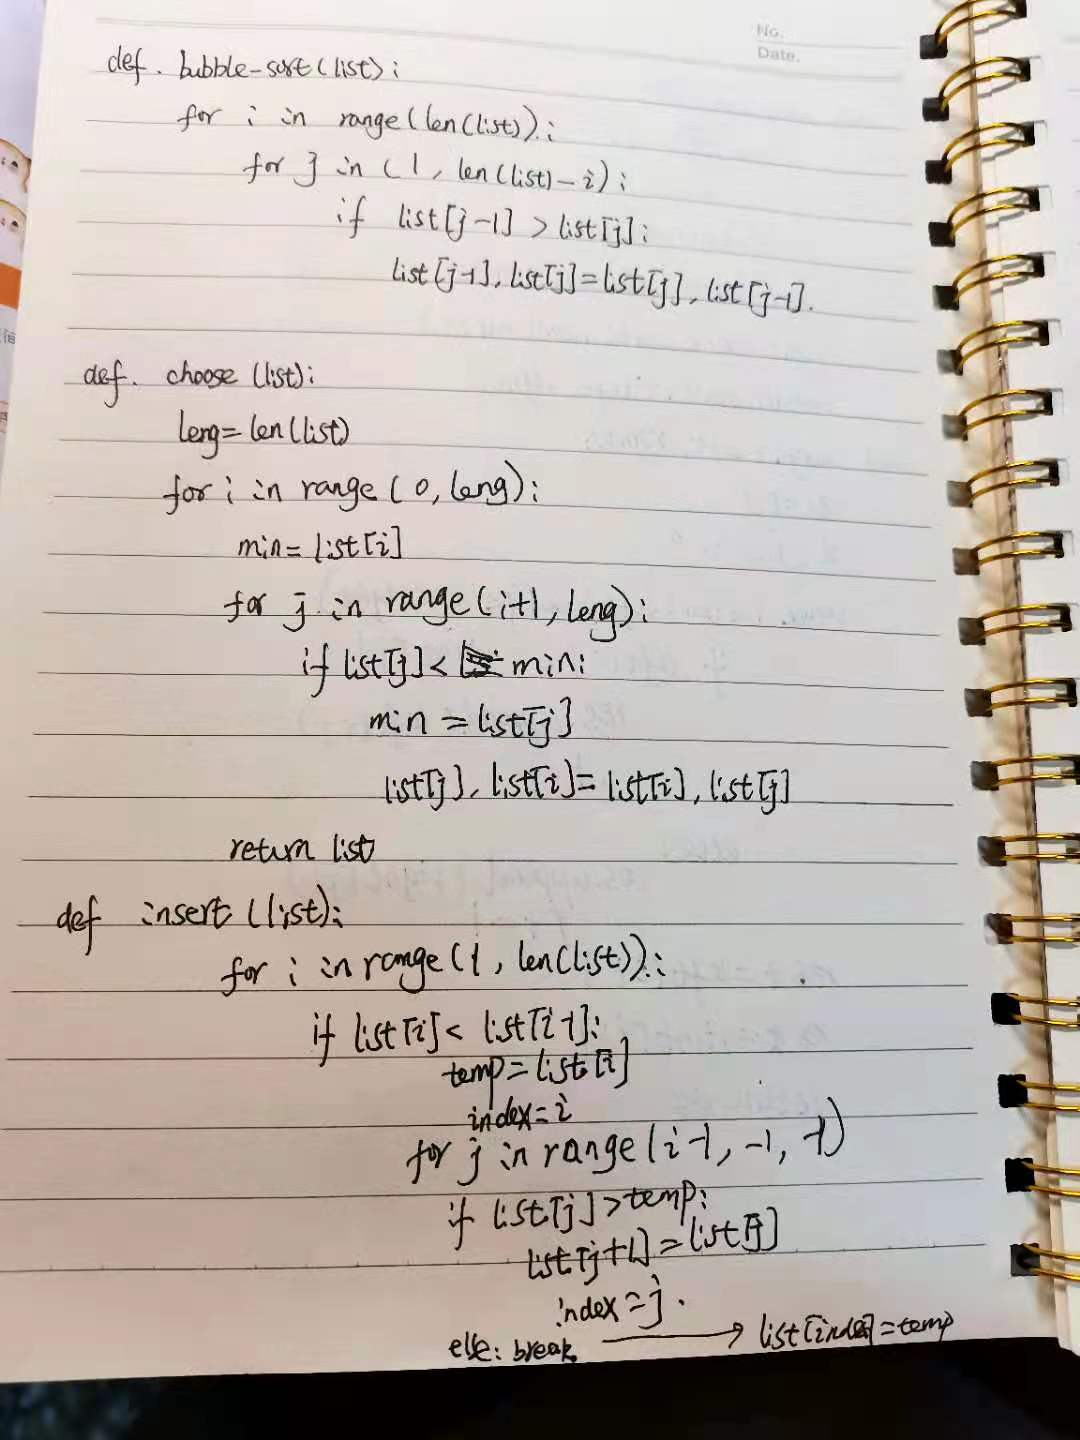 No.
Date.
def. bubble-sort(list):
for i in range(len(list)):
for j in (1, len(list)-i):
if list[j-1] > list[j]:
list[j-1], list[j]=list[j], list[j-1].
def. choose (list):
leng=len(list)
for i in range(0, leng):
min=list[i]
for j in range(i+1, leng):
if list[j]< min:
min =list[j]
list[j], list[i]=list[i], list[j]
return list
def insert (list):
for i in range(1, len(list)):
if list[i]< list[i-1]:
temp=list[i]
index=i
for j in range(i-1, -1, -1)
if list[j]>temp:
list[j+1]=list[j]
index=j.
else: break → list[index]=temp